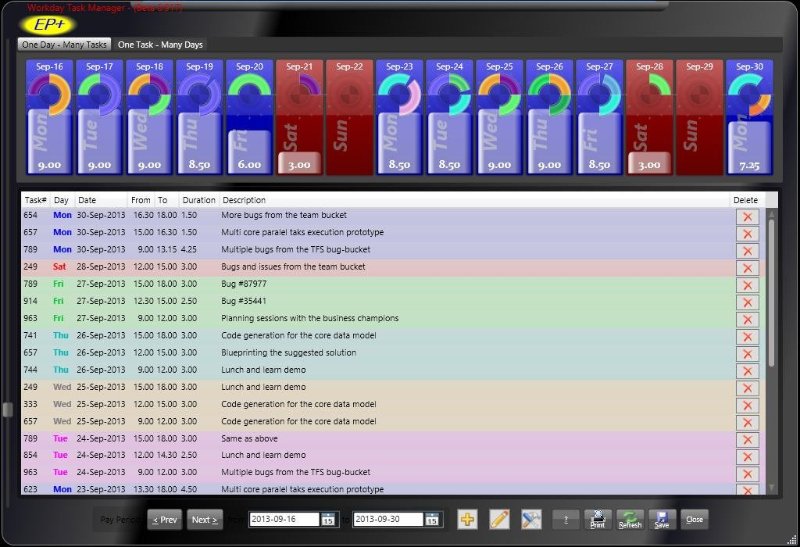 Workday Task Manager - (Beta
EP+
One Day - Many Tasks One Task - Many Days
Sep-16 Sep-17 Sep-18 Sep-19 Sep-20 Sep-21 Sep-22 Sep-23 Sep-24 Sep-25 Sep-26 Sep-27 Sep-28 Sep-29 Sep-30
Mon Tue Wed Thu Fri Sat Sun Mon Tue Wed Thu Fri Sat Sun Mon
9.00 9.00 9.00 8.50 6.00 3.00 8.50 8.50 9.00 9.00 8.50 3.00 7.25
Task# Day Date From To Duration Description Delete
654 Mon 30-Sep-2013 16.30 18.00 1.50 More bugs from the team bucket
657 Mon 30-Sep-2013 15.00 16.30 1.50 Multi core paralel taks execution prototype
789 Mon 30-Sep-2013 9.00 13.15 4.25 Multiple bugs from the TFS bug-bucket
249 Sat 28-Sep-2013 12.00 15.00 3.00 Bugs and issues from the team bucket
789 Fri 27-Sep-2013 15.00 18.00 3.00 Bug #87977
914 Fri 27-Sep-2013 12.30 15.00 2.50 Bug #35441
963 Fri 27-Sep-2013 9.00 12.00 3.00 Planning sessions with the business champions
741 Thu 26-Sep-2013 15.00 18.00 3.00 Code generation for the core data model
657 Thu 26-Sep-2013 12.00 15.00 3.00 Blueprinting the suggested solution
744 Thu 26-Sep-2013 9.00 12.00 3.00 Lunch and learn demo
249 Wed 25-Sep-2013 15.00 18.00 3.00 Lunch and learn demo
333 Wed 25-Sep-2013 12.00 15.00 3.00 Code generation for the core data model
657 Wed 25-Sep-2013 9.00 12.00 3.00 Code generation for the core data model
789 Tue 24-Sep-2013 15.00 18.00 3.00 Same as above
854 Tue 24-Sep-2013 12.00 14.30 2.50 Lunch and learn demo
963 Tue 24-Sep-2013 9.00 12.00 3.00 Multiple bugs from the TFS bug-bucket
623 Mon 23-Sep-2013 13.30 18.00 4.50 Multi core paralel taks execution prototype
Pay Period < Prev Next > 2013-09-16 15 to 2013-09-30 15 ? Print Refresh Save Close